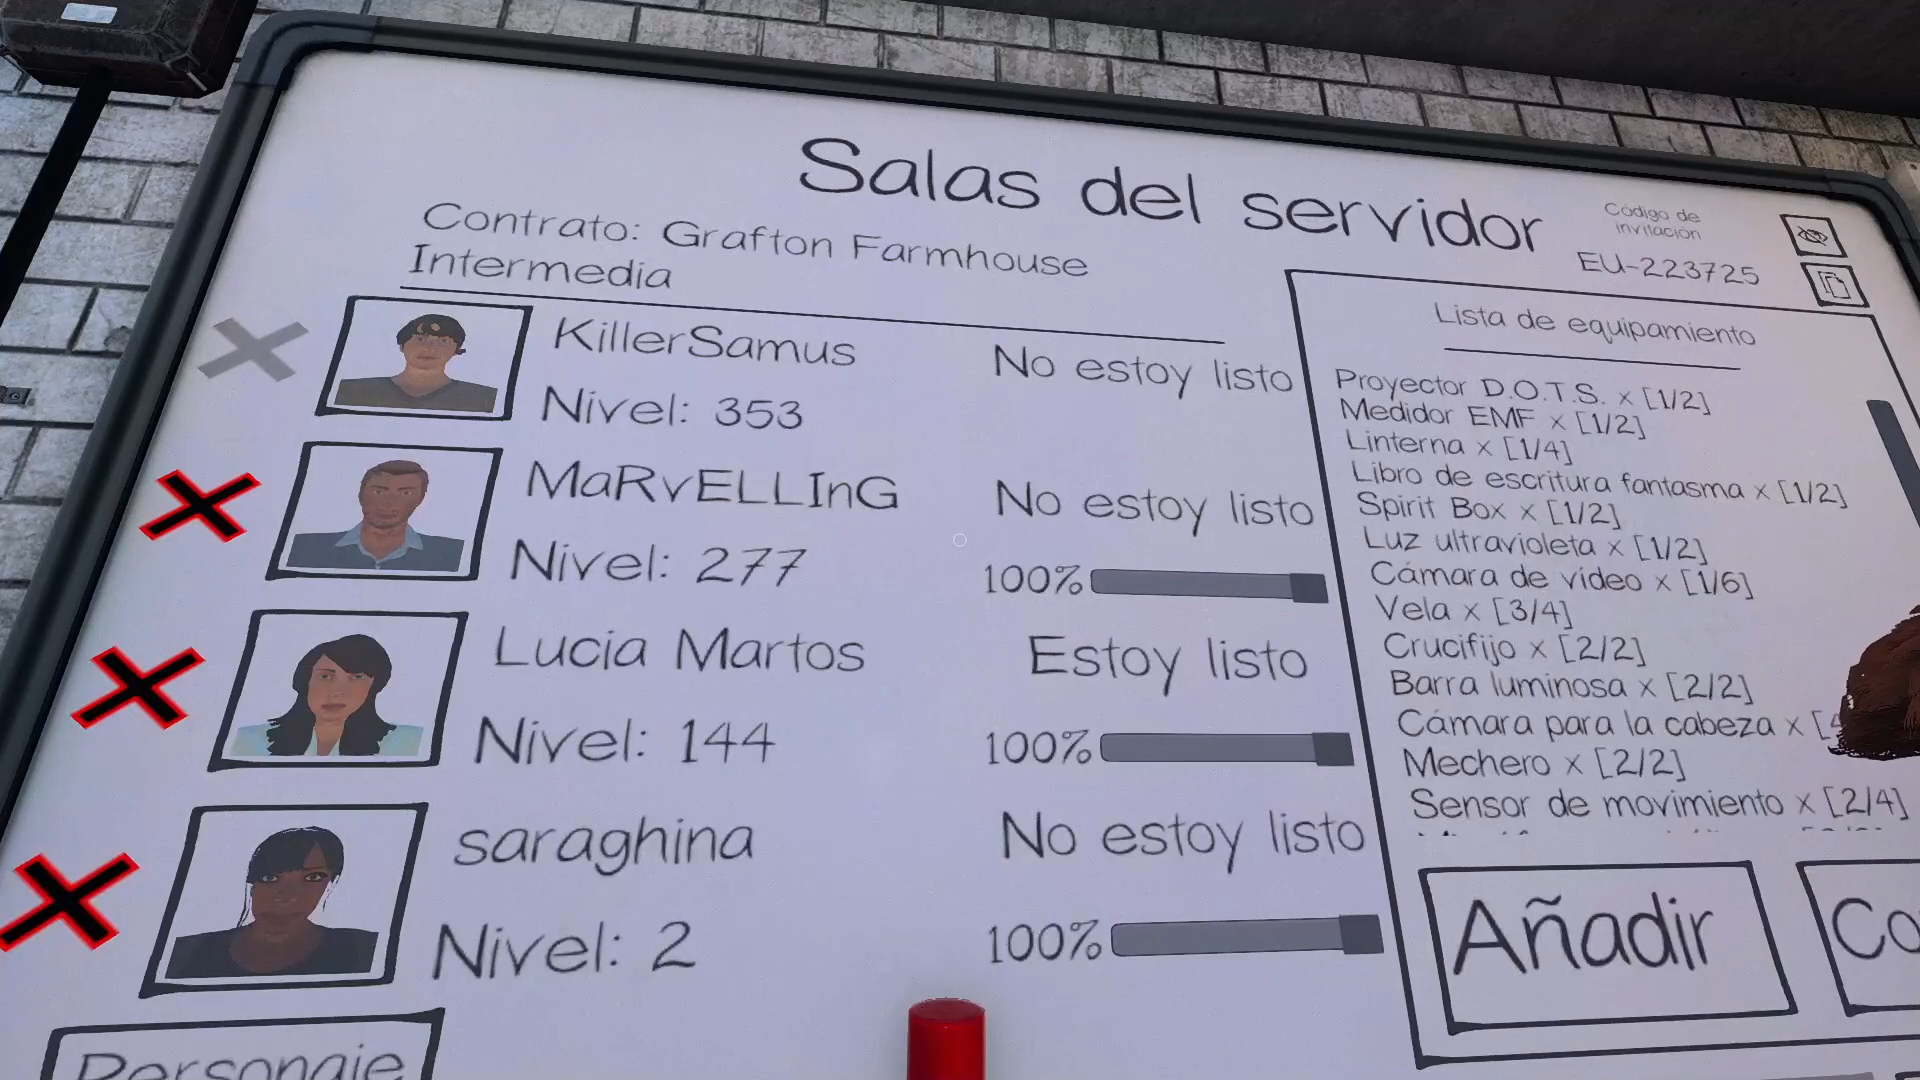 Salas del servidor
Código de
invitación
EU-223725
Contrato: Grafton Farmhouse
Intermedia
KillerSamus
Nivel: 353
No estoy listo
MaRvELLInG
Nivel: 277
No estoy listo
100%
Lucia Martos
Nivel: 144
Estoy listo
100%
saraghina
Nivel: 2
No estoy listo
100%
Personaje
Lista de equipamiento
Proyector D.O.T.S. x [1/2]
Medidor EMF x [1/2]
Linterna x [1/4]
Libro de escritura fantasma x [1/2]
Spirit Box x [1/2]
Luz ultravioleta x [1/2]
Cámara de vídeo x [1/6]
Vela x [3/4]
Crucifijo x [2/2]
Barra luminosa x [2/2]
Cámara para la cabeza x [4
Mechero x [2/2]
Sensor de movimiento x [2/4]
Añadir